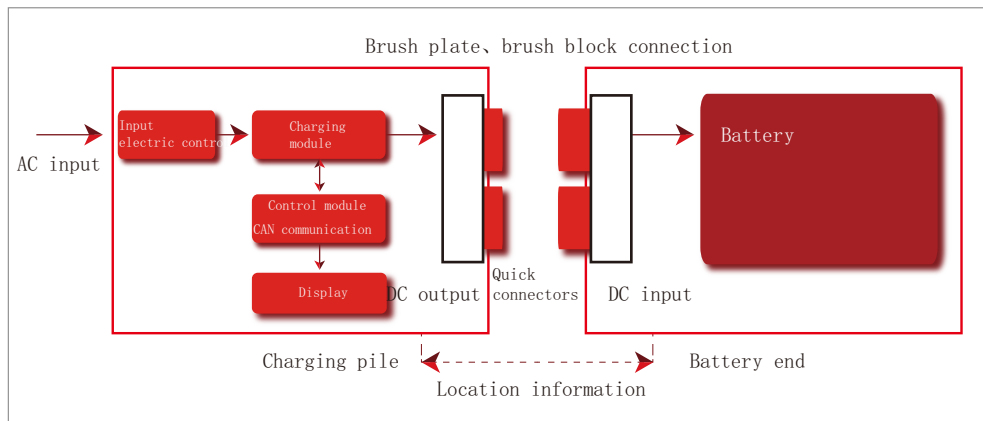 Brush plate、brush block connection
AC input
Input
electric control
Charging
module
Control module
CAN communication
Display
DC output
Quick
connectors
DC input
Battery
Charging pile
Location information
Battery end